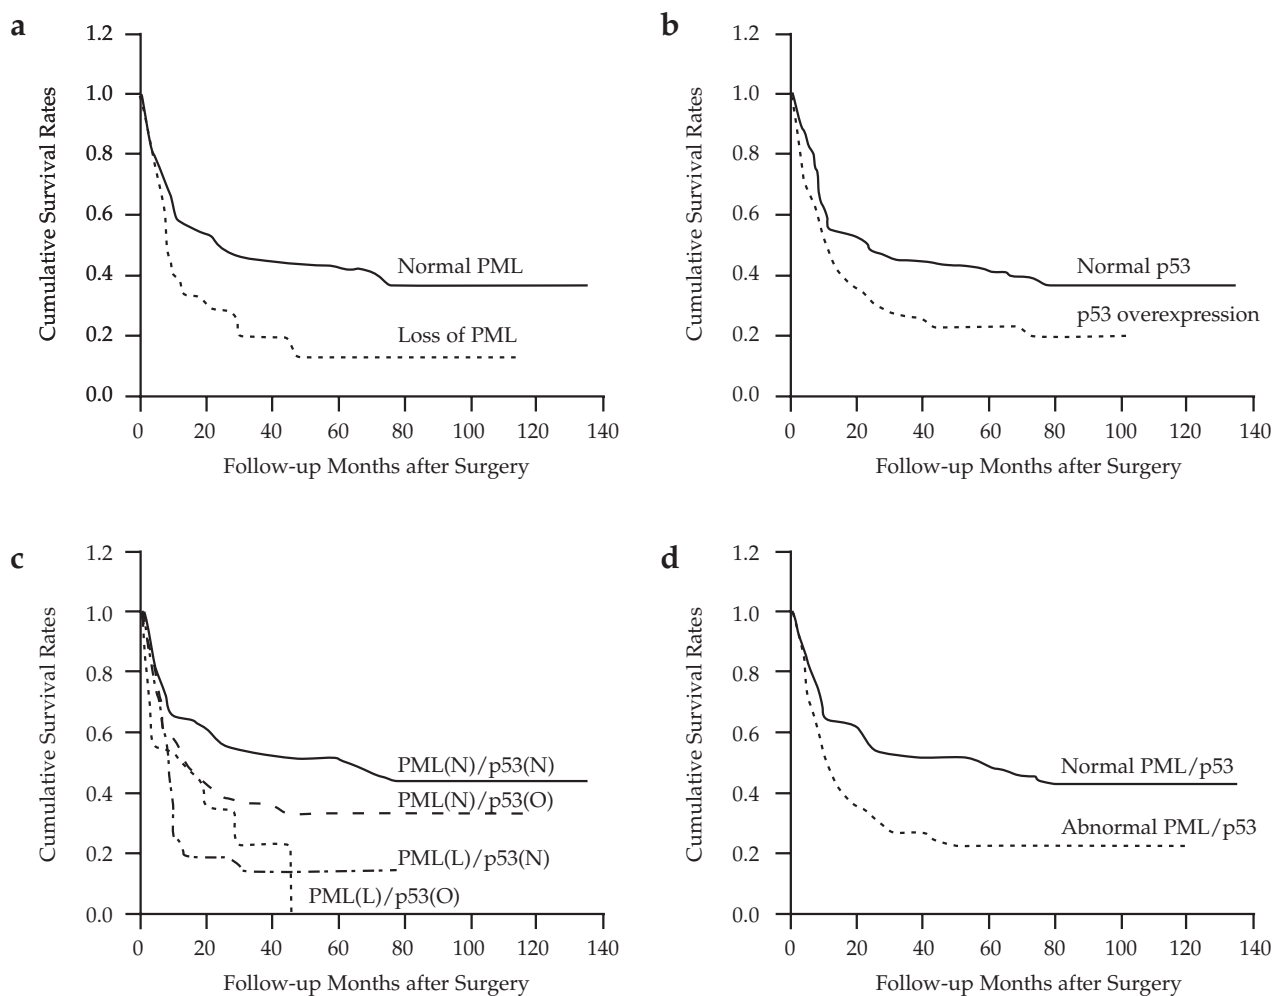 a
1.2
1.0
0.8
0.6
0.4
0.2
0.0
Cumulative Survival Rates
Normal PML
Loss of PML
0 20 40 60 80 100 120 140
Follow-up Months after Surgery
b
1.2
1.0
0.8
0.6
0.4
0.2
0.0
Cumulative Survival Rates
Normal p53
p53 overexpression
0 20 40 60 80 100 120 140
Follow-up Months after Surgery
c
1.2
1.0
0.8
0.6
0.4
0.2
0.0
Cumulative Survival Rates
PML(N)/p53(N)
PML(N)/p53(O)
PML(L)/p53(N)
PML(L)/p53(O)
0 20 40 60 80 100 120 140
Follow-up Months after Surgery
d
1.2
1.0
0.8
0.6
0.4
0.2
0.0
Cumulative Survival Rates
Normal PML/p53
Abnormal PML/p53
0 20 40 60 80 100 120 140
Follow-up Months after Surgery